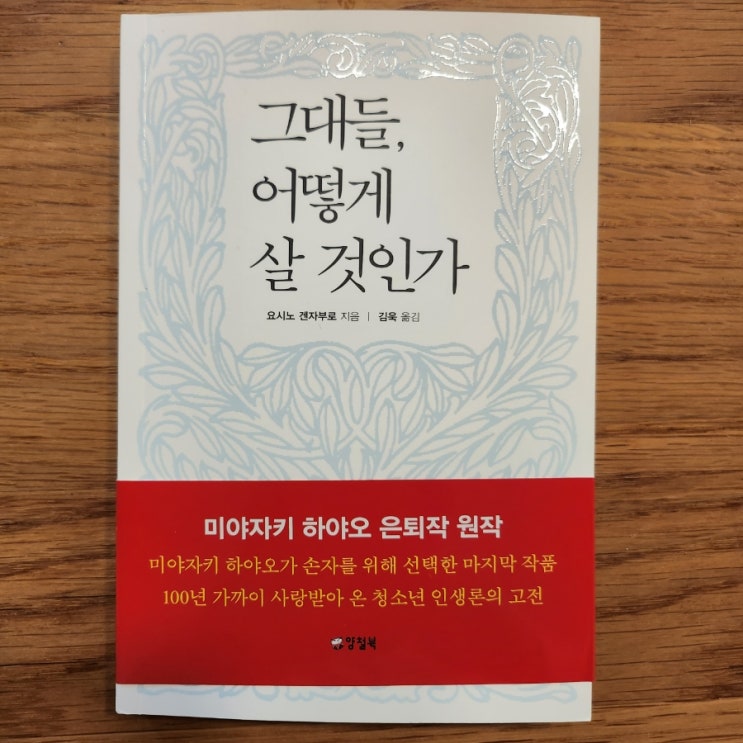 그대들,
어떻게
살 것인가
요시노 겐자부로 지음 | 김욱 옮김
미야자키 하야오 은퇴작 원작
미야자키 하야오가 손자를 위해 선택한 마지막 작품
100년 가까이 사랑받아 온 청소년 인생론의 고전
양철북